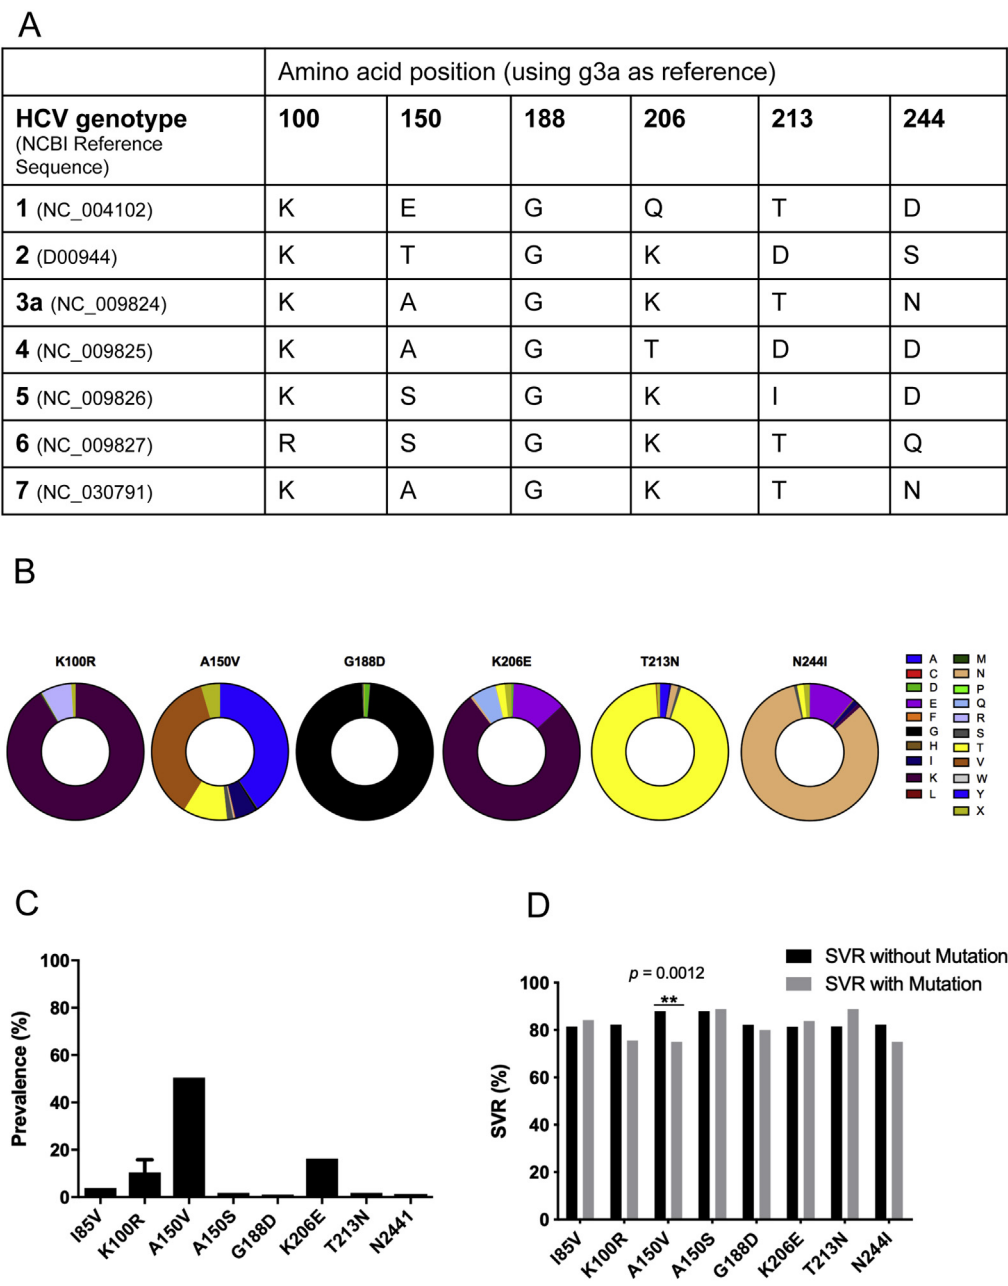 A
Amino acid position (using g3a as reference)
HCV genotype 100 150 188 206 213 244
(NCBI Reference
Sequence)
1 (NC_004102) K E G Q T D
2 (D00944) K T G K D S
3a (NC_009824) K A G K T N
4 (NC_009825) K A G T D D
5 (NC_009826) K S G K I D
6 (NC_009827) R S G K T Q
7 (NC_030791) K A G K T N
B
K100R A150V G188D K206E T213N N244I
A M
C N
D P
E Q
F R
G S
H T
I V
K W
L Y
X
C
Prevalence (%)
100
80
60
40
20
0
I85V K100R A150V A150S G188D K206E T213N N2441
D
SVR without Mutation
SVR with Mutation
p = 0.0012
**
SVR (%)
100
80
60
40
20
0
I85V K100R A150V A150S G188D K206E T213N N244I